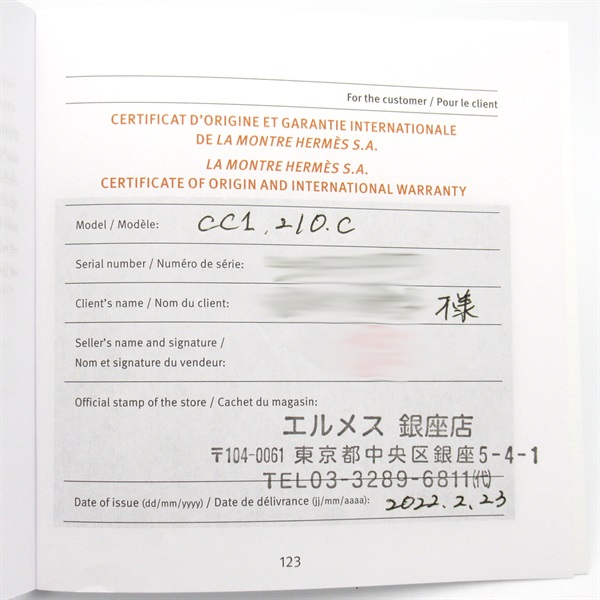 For the customer / Pour le client
CERTIFICAT D'ORIGINE ET GARANTIE INTERNATIONALE
DE LA MONTRE HERMÈS S.A.
LA MONTRE HERMÈS S.A.
CERTIFICATE OF ORIGIN AND INTERNATIONAL WARRANTY
Model / Modèle: CC1.210.C
Serial number / Numéro de série:
Client's name / Nom du client: 様
Seller's name and signature /
Nom et signature du vendeur:
Official stamp of the store / Cachet du magasin:
エルメス 銀座店
〒104-0061 東京都中央区銀座5-4-1
TEL03-3289-6811㈹
Date of issue (dd/mm/yyyy) / Date de délivrance (jj/mm/aaaa): 2022.2.23
123